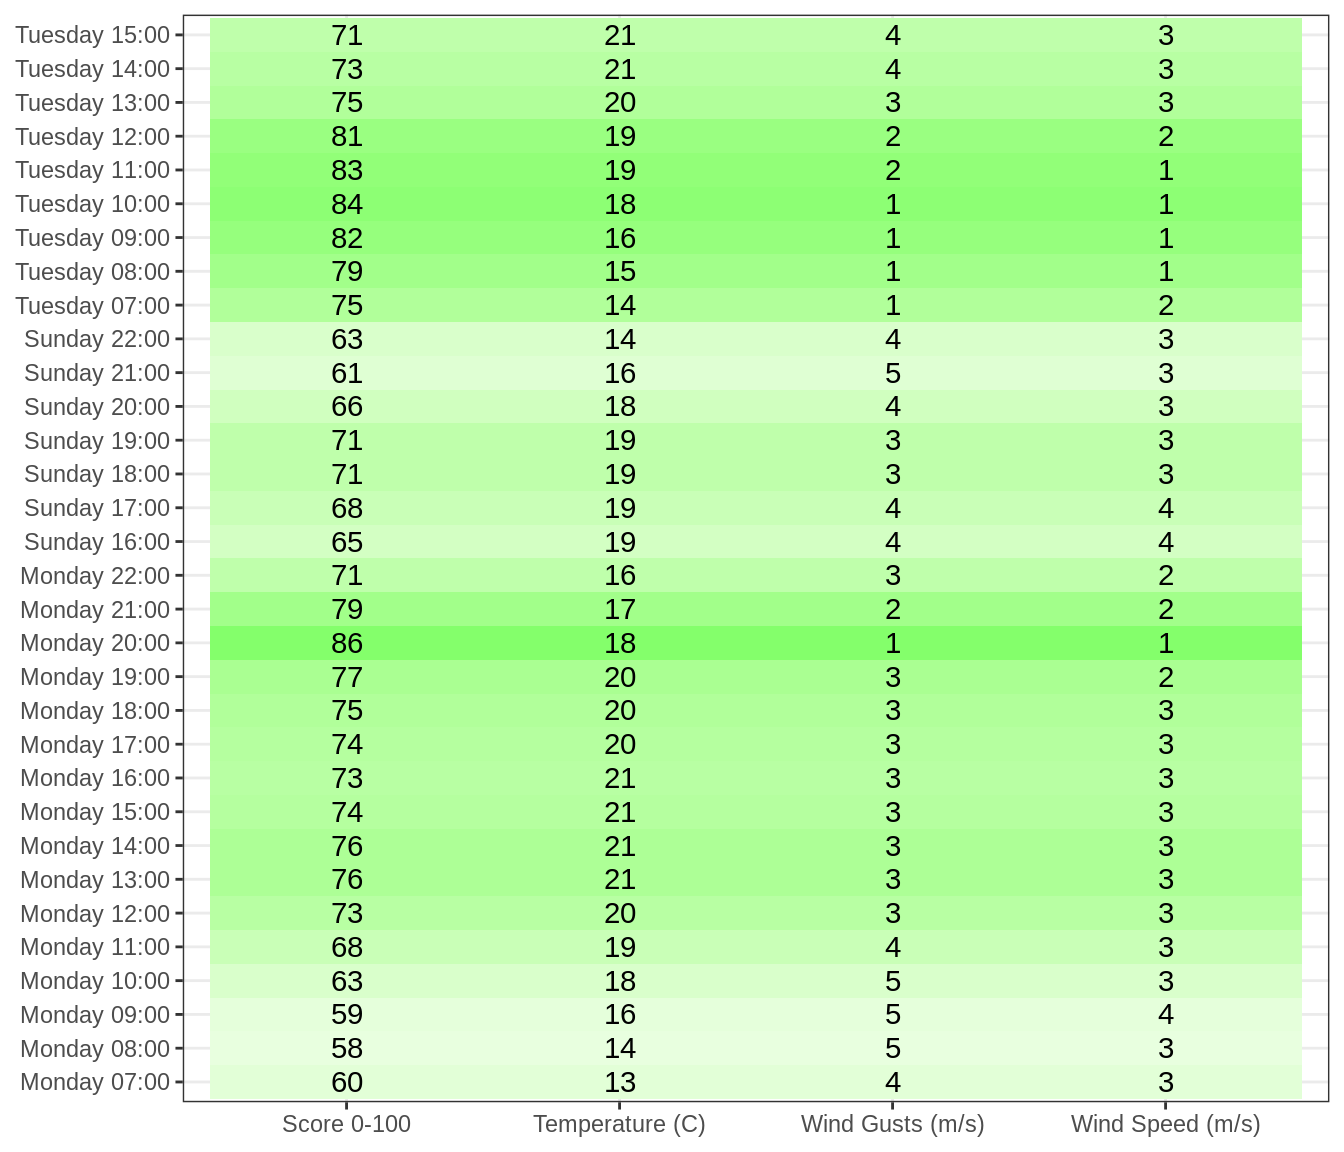 Tuesday 15:00 71 21 4 3
Tuesday 14:00 73 21 4 3
Tuesday 13:00 75 20 3 3
Tuesday 12:00 81 19 2 2
Tuesday 11:00 83 19 2 1
Tuesday 10:00 84 18 1 1
Tuesday 09:00 82 16 1 1
Tuesday 08:00 79 15 1 1
Tuesday 07:00 75 14 1 2
Sunday 22:00 63 14 4 3
Sunday 21:00 61 16 5 3
Sunday 20:00 66 18 4 3
Sunday 19:00 71 19 3 3
Sunday 18:00 71 19 3 3
Sunday 17:00 68 19 4 4
Sunday 16:00 65 19 4 4
Monday 22:00 71 16 3 2
Monday 21:00 79 17 2 2
Monday 20:00 86 18 1 1
Monday 19:00 77 20 3 2
Monday 18:00 75 20 3 3
Monday 17:00 74 20 3 3
Monday 16:00 73 21 3 3
Monday 15:00 74 21 3 3
Monday 14:00 76 21 3 3
Monday 13:00 76 21 3 3
Monday 12:00 73 20 3 3
Monday 11:00 68 19 4 3
Monday 10:00 63 18 5 3
Monday 09:00 59 16 5 4
Monday 08:00 58 14 5 3
Monday 07:00 60 13 4 3
Score 0-100 Temperature (C) Wind Gusts (m/s) Wind Speed (m/s)